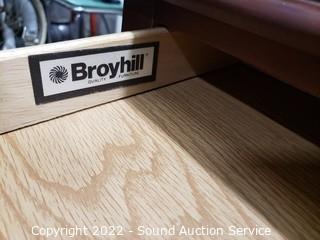 Broyhill
QUALITY FURNITURE
Copyright 2022 - Sound Auction Service